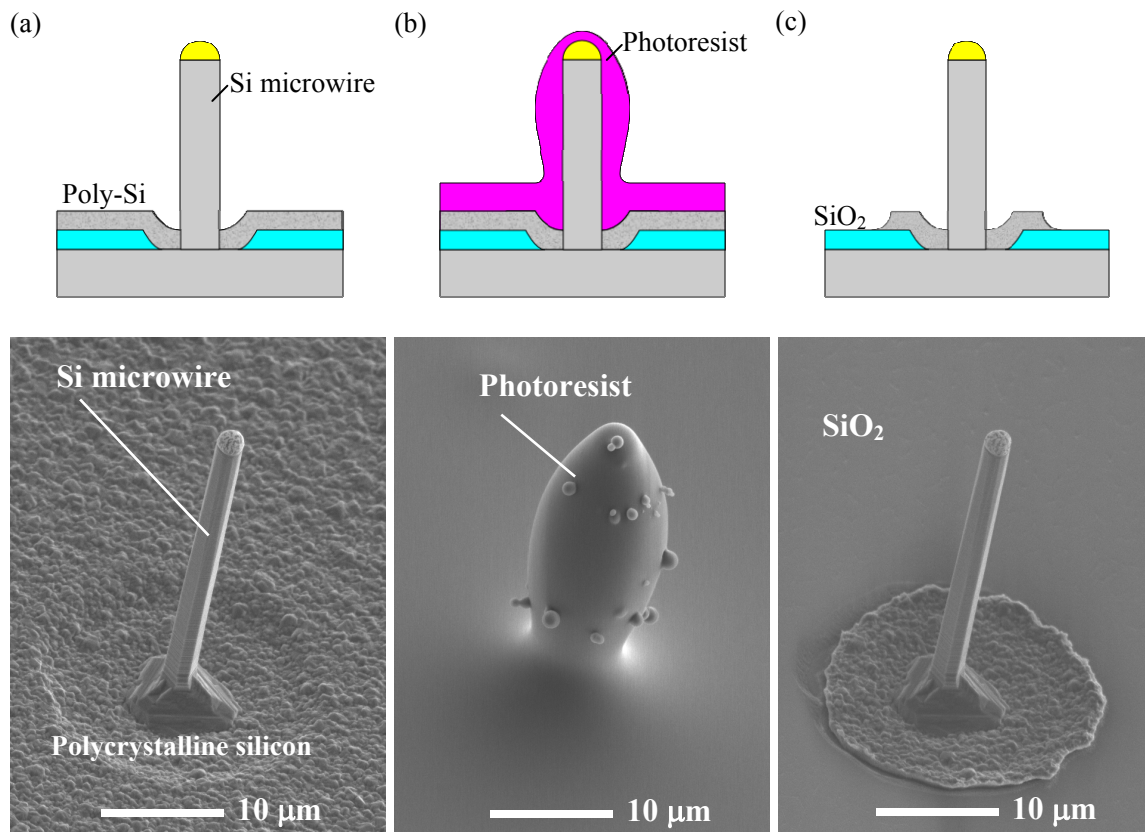 (a)
(b)
(c)
Si microwire
Poly-Si
Photoresist
SiO₂
Si microwire
Polycrystalline silicon
10 μm
Photoresist
10 μm
SiO₂
10 μm